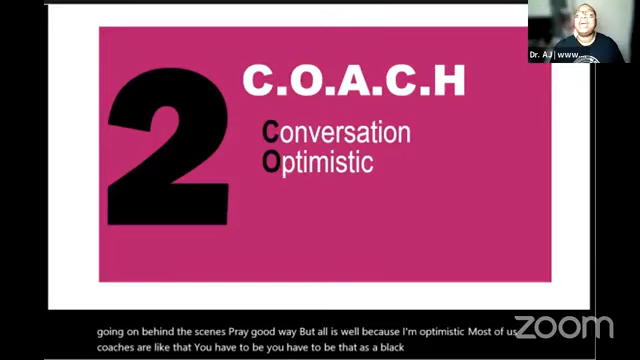 Dr. AJ | www....
2
C.O.A.C.H
Conversation
Optimistic
going on behind the scenes Pray good way But all is well because I'm optimistic Most of us
coaches are like that You have to be you have to be that as a black
zoom